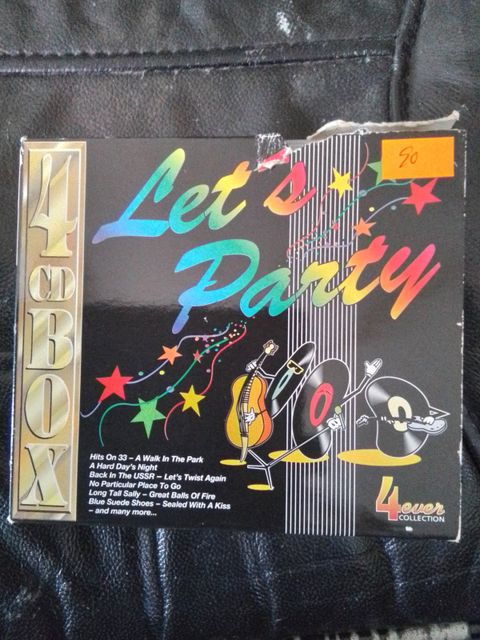 50
Let's
Party
4
CD
BOX
Hits On 33 – A Walk In The Park
A Hard Day's Night
Back In The USSR – Let's Twist Again
No Particular Place To Go
Long Tall Sally – Great Balls Of Fire
Blue Suede Shoes – Sealed With A Kiss
– and many more...
4ever
COLLECTION